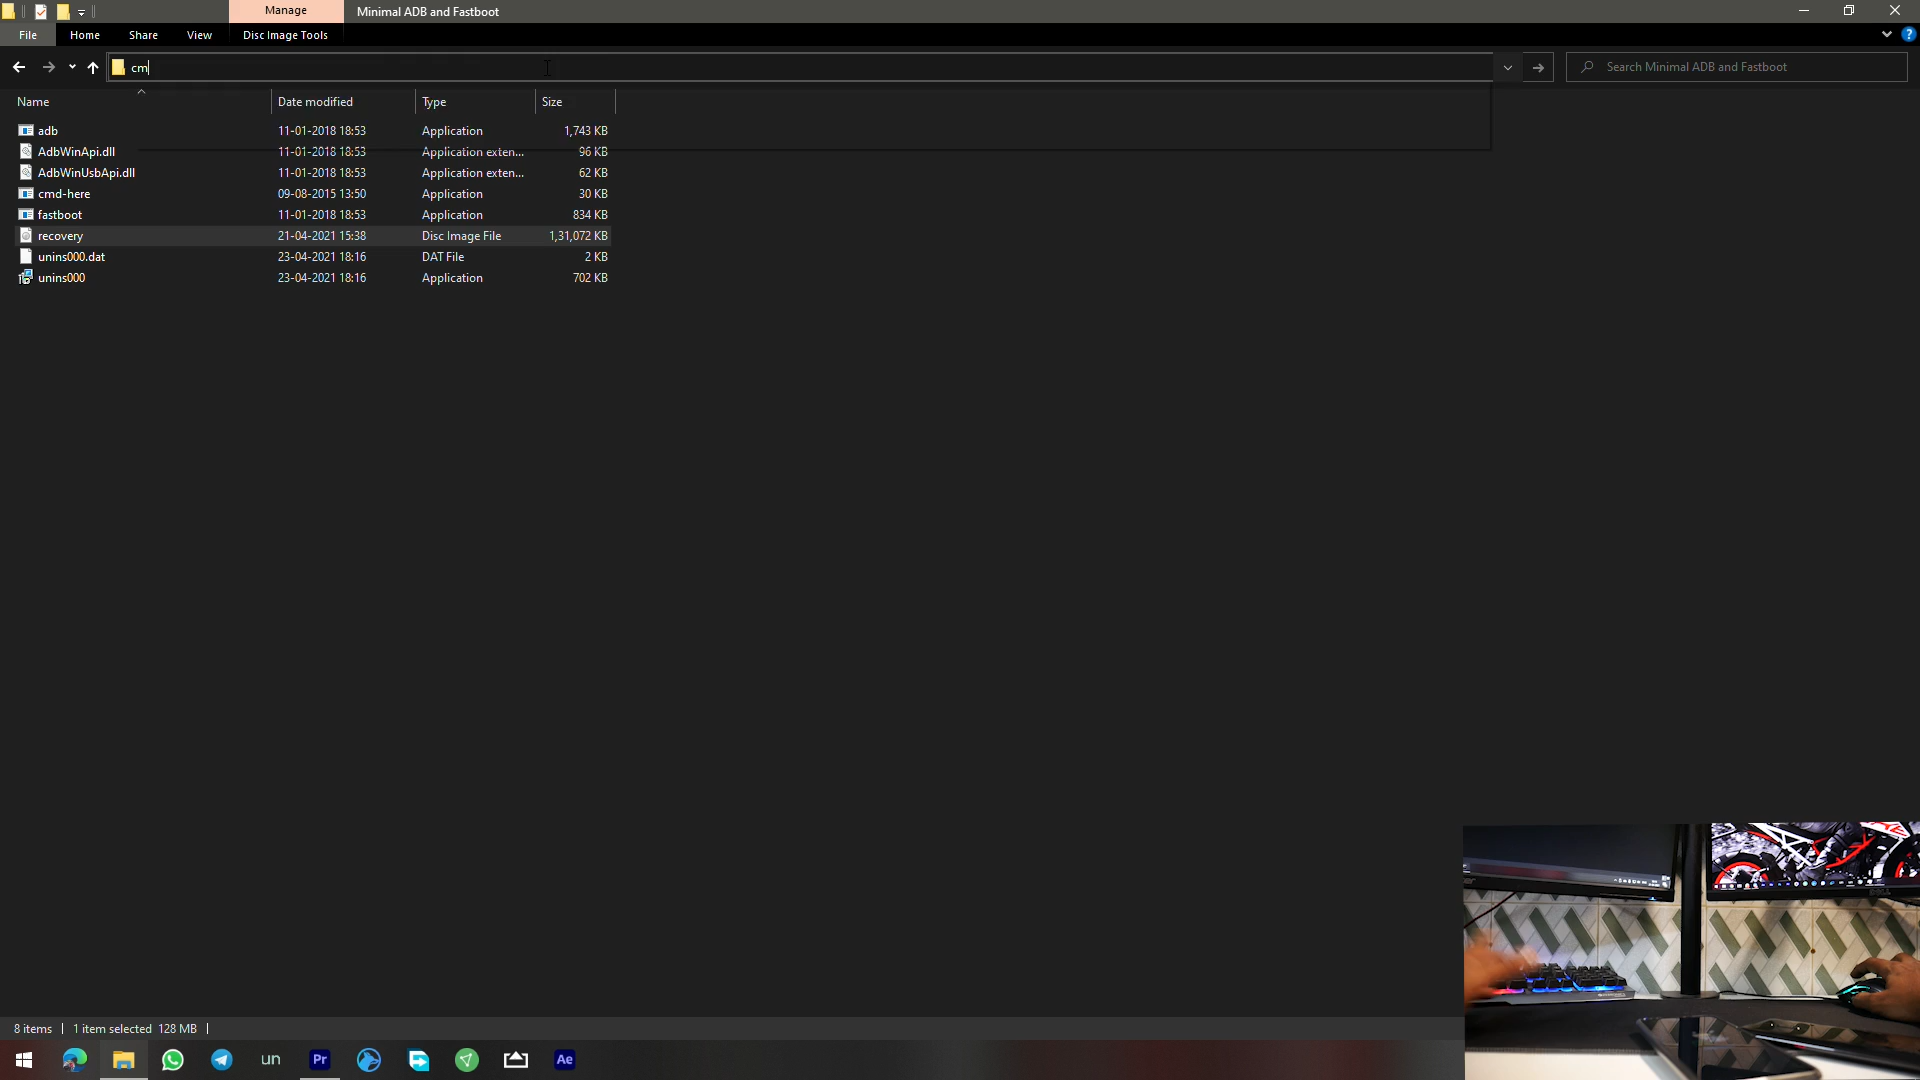 Manage
Minimal ADB and Fastboot
File Home Share View Disc Image Tools
cm
Search Minimal ADB and Fastboot
Name Date modified Type Size
adb 11-01-2018 18:53 Application 1,743 KB
AdbWinApi.dll 11-01-2018 18:53 Application exten... 96 KB
AdbWinUsbApi.dll 11-01-2018 18:53 Application exten... 62 KB
cmd-here 09-08-2015 13:50 Application 30 KB
fastboot 11-01-2018 18:53 Application 834 KB
recovery 21-04-2021 15:38 Disc Image File 1,31,072 KB
unins000.dat 23-04-2021 18:16 DAT File 2 KB
unins000 23-04-2021 18:16 Application 702 KB
8 items 1 item selected 128 MB
un Pr Ae
DELL